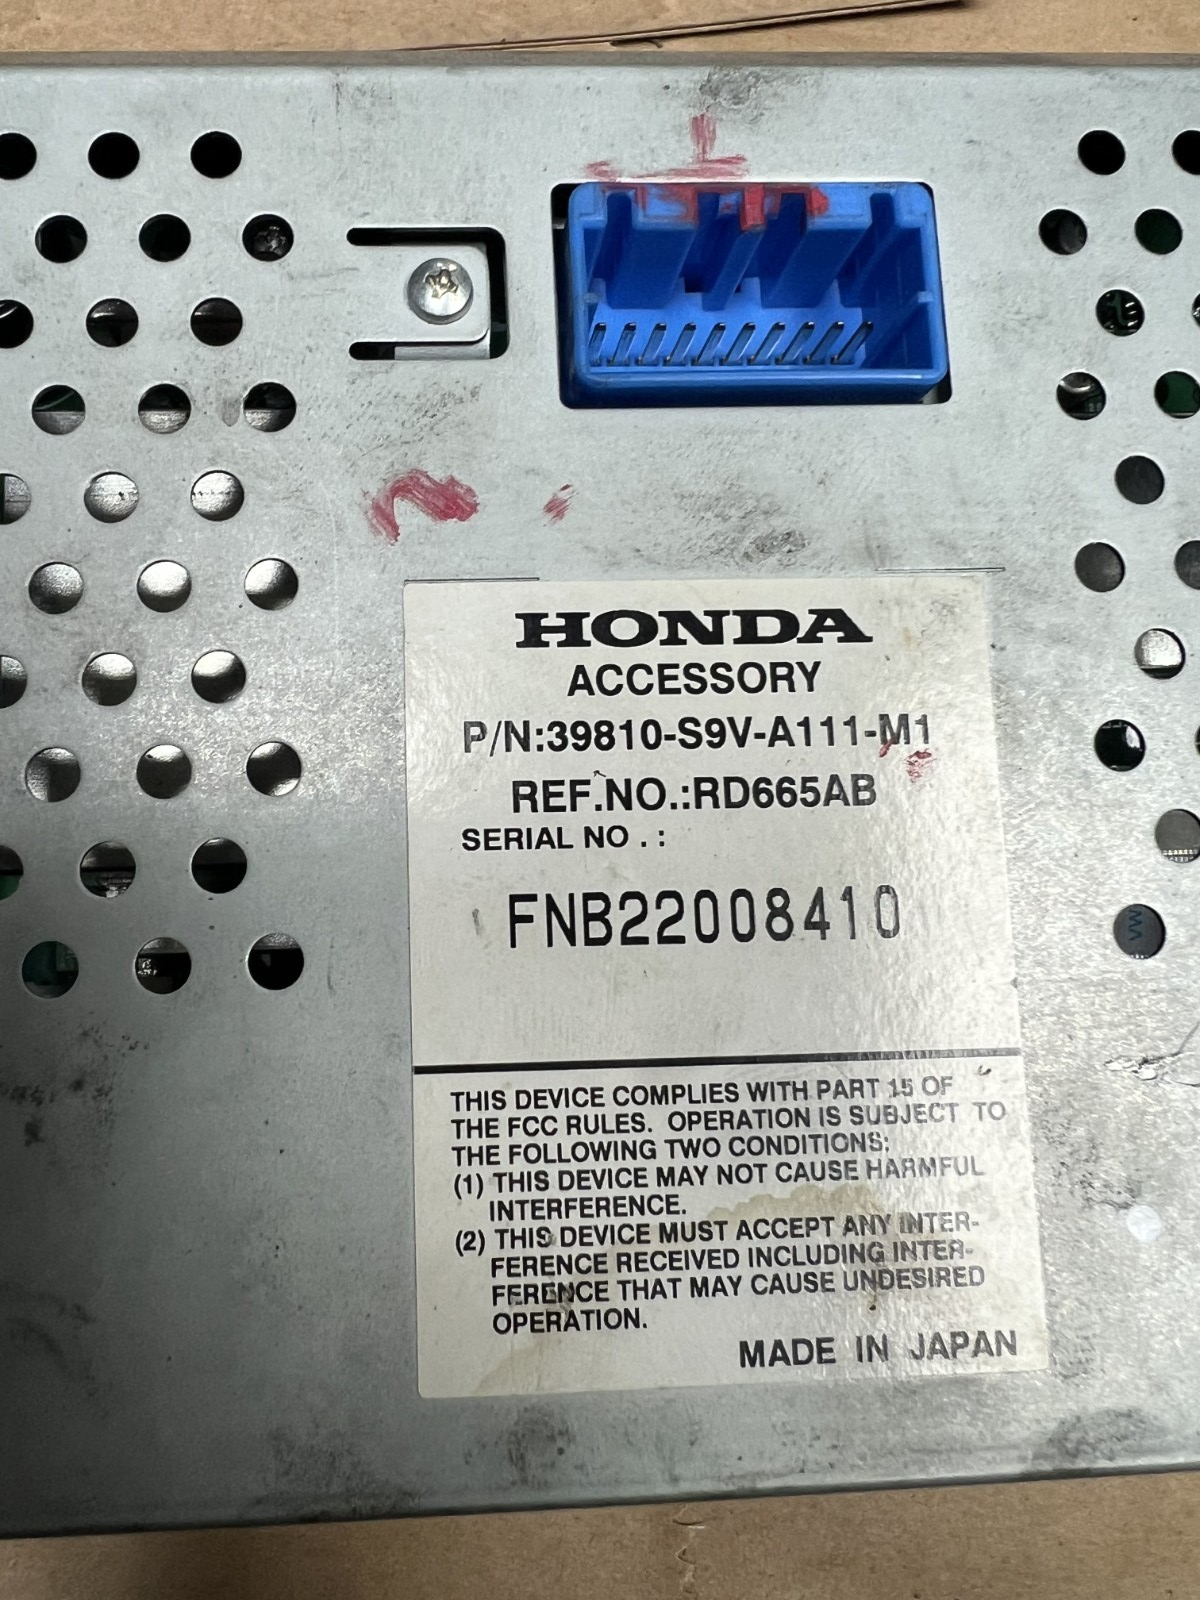 HONDA
ACCESSORY
P/N:39810-S9V-A111-M1
REF.NO.:RD665AB
SERIAL NO . :
FNB22008410
THIS DEVICE COMPLIES WITH PART 15 OF
THE FCC RULES. OPERATION IS SUBJECT TO
THE FOLLOWING TWO CONDITIONS:
(1) THIS DEVICE MAY NOT CAUSE HARMFUL
INTERFERENCE.
(2) THIS DEVICE MUST ACCEPT ANY INTER-
FERENCE RECEIVED INCLUDING INTER-
FERENCE THAT MAY CAUSE UNDESIRED
OPERATION.
MADE IN JAPAN